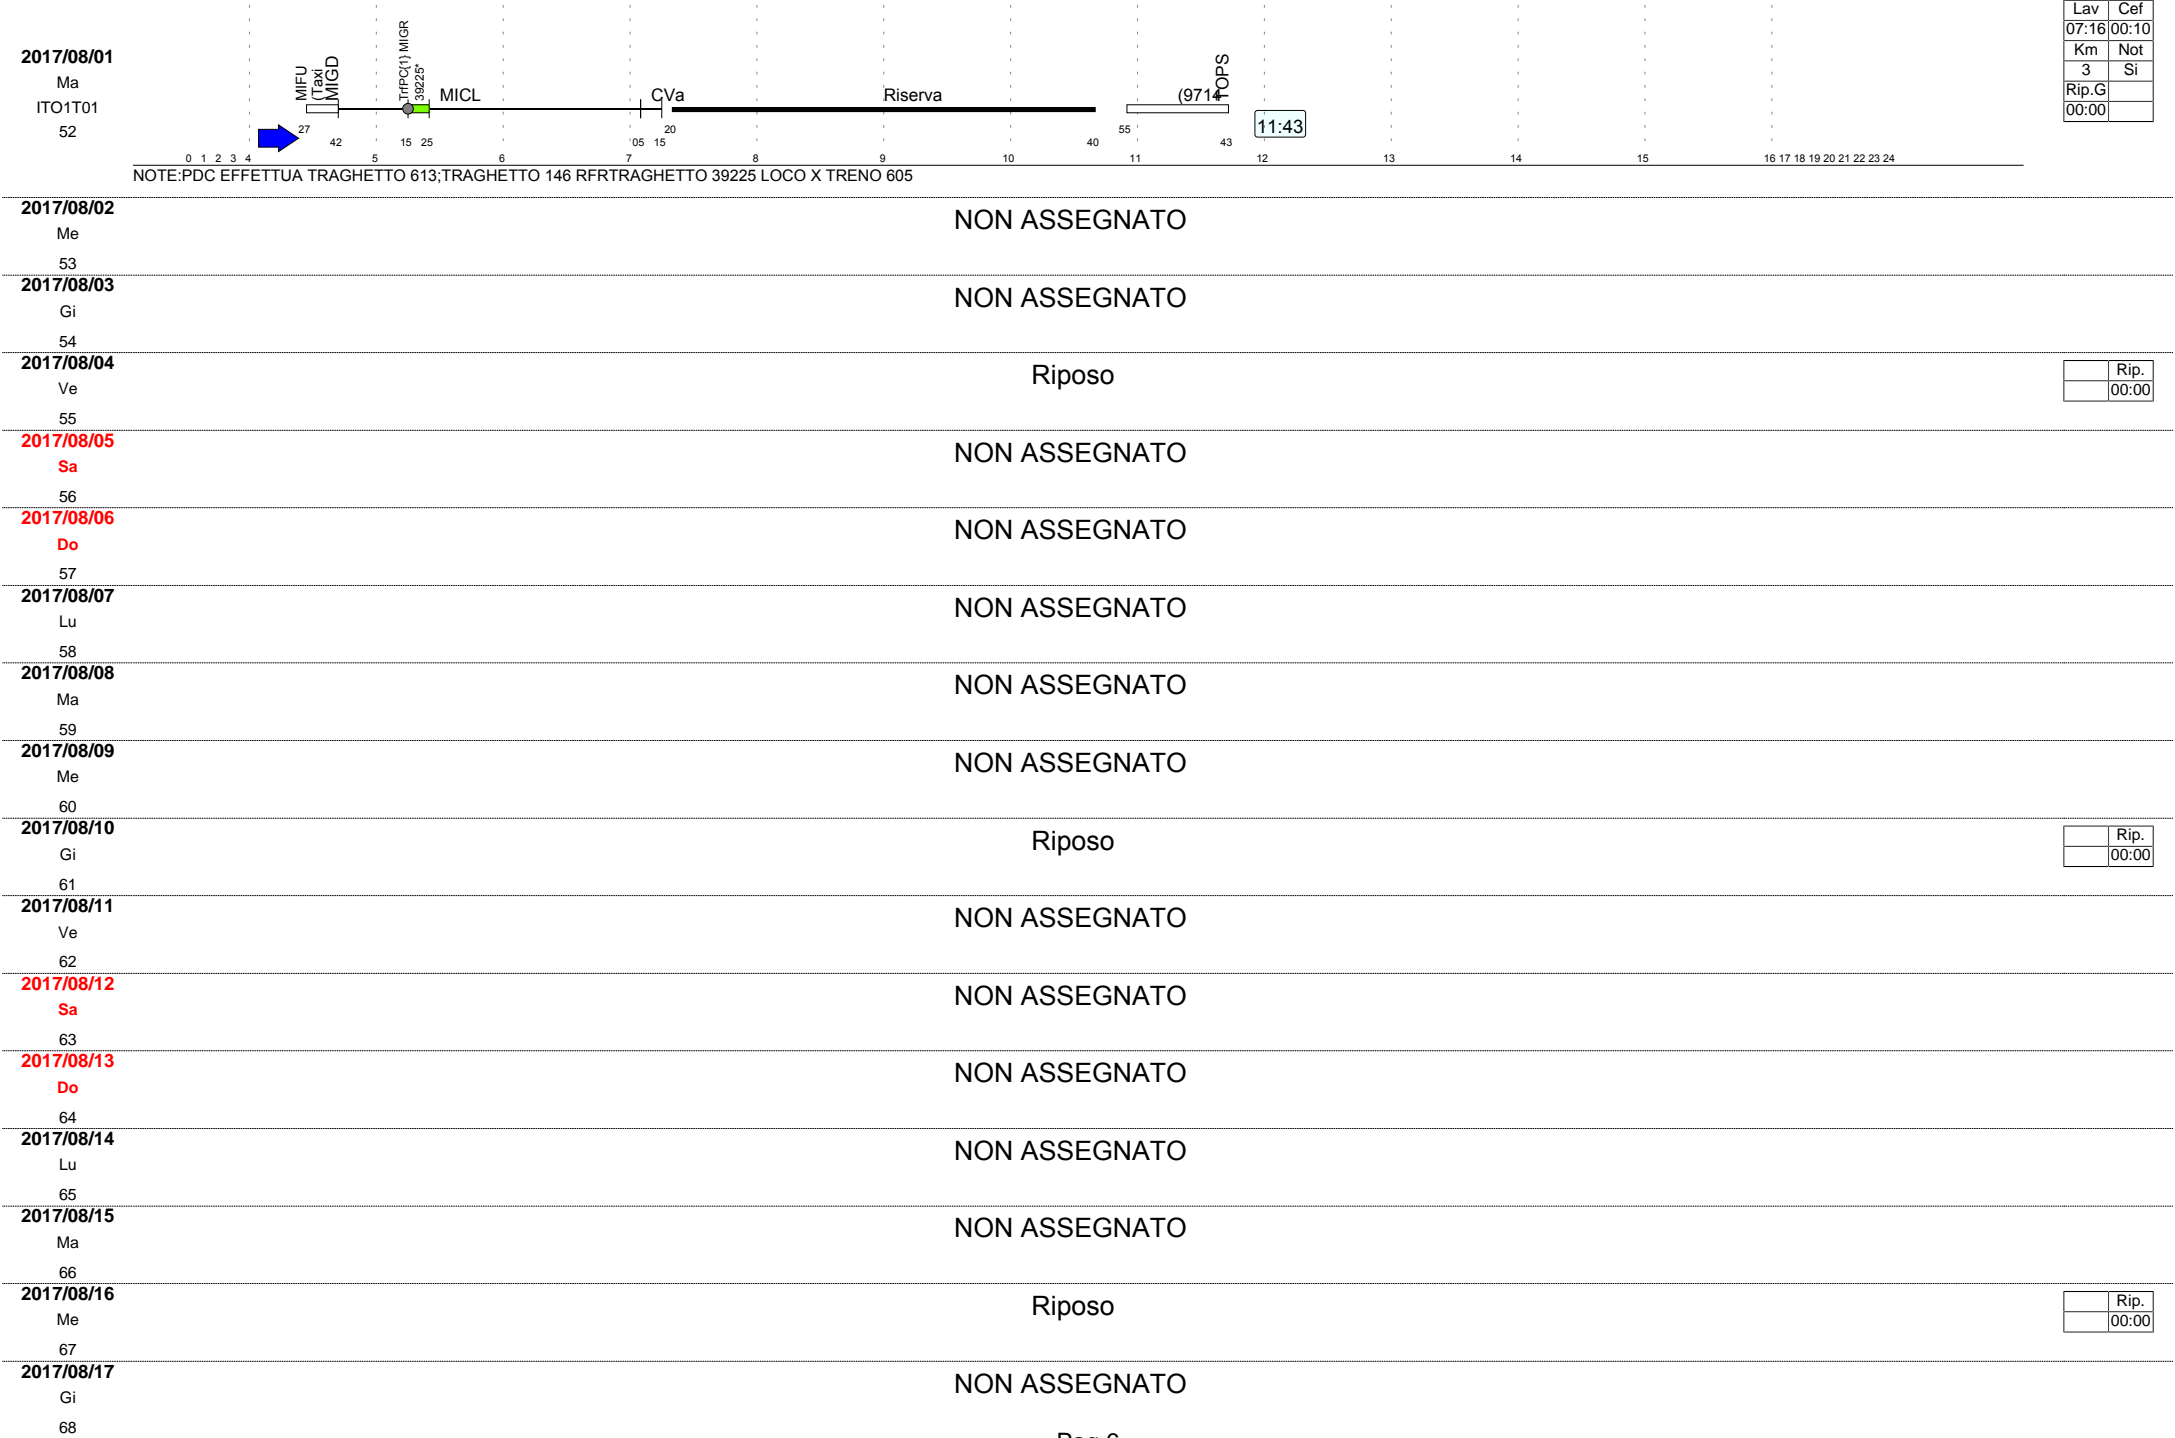 Lav Cef
07:16 00:10
Km Not
3 Si
Rip.G
00:00
2017/08/01
Ma
ITO1T01
52
MIFU
(Taxi
MIGD
TrfPC{1} MIGR
39225*
MICL
CVa
Riserva
(9714
TOPS
27 42 15 25 05 15 20 40 55 43
11:43
0 1 2 3 4 5 6 7 8 9 10 11 12 13 14 15 16 17 18 19 20 21 22 23 24
NOTE:PDC EFFETTUA TRAGHETTO 613;TRAGHETTO 146 RFRTRAGHETTO 39225 LOCO X TRENO 605
2017/08/02
Me
53
NON ASSEGNATO
2017/08/03
Gi
54
NON ASSEGNATO
2017/08/04
Ve
55
Riposo
Rip.
00:00
2017/08/05
Sa
56
NON ASSEGNATO
2017/08/06
Do
57
NON ASSEGNATO
2017/08/07
Lu
58
NON ASSEGNATO
2017/08/08
Ma
59
NON ASSEGNATO
2017/08/09
Me
60
NON ASSEGNATO
2017/08/10
Gi
61
Riposo
Rip.
00:00
2017/08/11
Ve
62
NON ASSEGNATO
2017/08/12
Sa
63
NON ASSEGNATO
2017/08/13
Do
64
NON ASSEGNATO
2017/08/14
Lu
65
NON ASSEGNATO
2017/08/15
Ma
66
NON ASSEGNATO
2017/08/16
Me
67
Riposo
Rip.
00:00
2017/08/17
Gi
68
NON ASSEGNATO